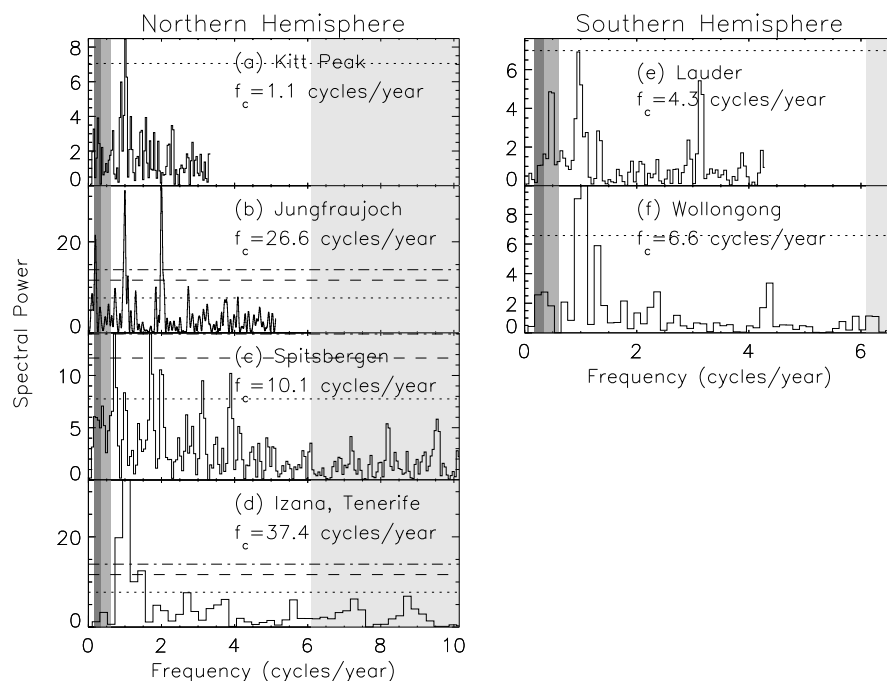 Northern Hemisphere
Southern Hemisphere
Spectral Power
8
6
4
2
0
(a) Kitt Peak
f_c=1.1 cycles/year
20
0
(b) Jungfraujoch
f_c=26.6 cycles/year
10
5
0
(c) Spitsbergen
f_c=10.1 cycles/year
20
0
(d) Izana, Tenerife
f_c=37.4 cycles/year
0 2 4 6 8 10
Frequency (cycles/year)
6
4
2
0
(e) Lauder
f_c=4.3 cycles/year
8
6
4
2
0
(f) Wollongong
f_c=6.6 cycles/year
0 2 4 6
Frequency (cycles/year)